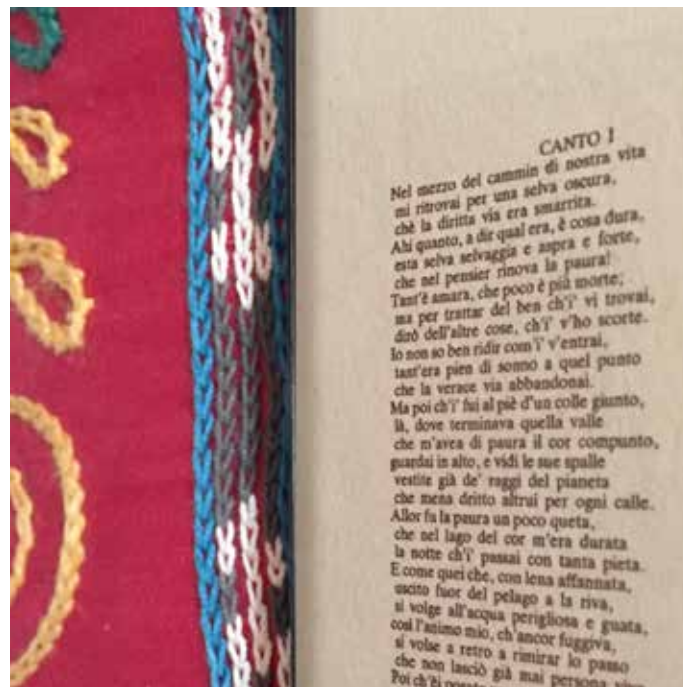 CANTO I
Nel mezzo del cammin di nostra vita
mi ritrovai per una selva oscura,
chè la diritta via era smarrita.
Ahi quanto, a dir qual era, è cosa dura,
esta selva selvaggia e aspra e forte,
che nel pensier rinova la paura!
Tant'è amara, che poco è più morte;
ma per trattar del ben ch'i' vi trovai,
dirò dell'altre cose, ch'i' v'ho scorte.
Io non so ben ridir com'i' v'entrai,
tant'era pien di sonno a quel punto
che la verace via abbandonai.
Ma poi ch'i' fui al piè d'un colle giunto,
là, dove terminava quella valle
che m'avea di paura il cor compunto,
guardai in alto, e vidi le sue spalle
vestite già de' raggi del pianeta
che mena dritto altrui per ogni calle.
Allor fu la paura un poco queta,
che nel lago del cor m'era durata
la notte ch'i' passai con tanta pieta.
E come quei che, con lena affannata,
uscito fuor del pelago a la riva,
si volge all'acqua perigliosa e guata,
così l'animo mio, ch'ancor fuggiva,
si volse a retro a rimirar lo passo
che non lasciò già mai persona viva
Poi ch'èi